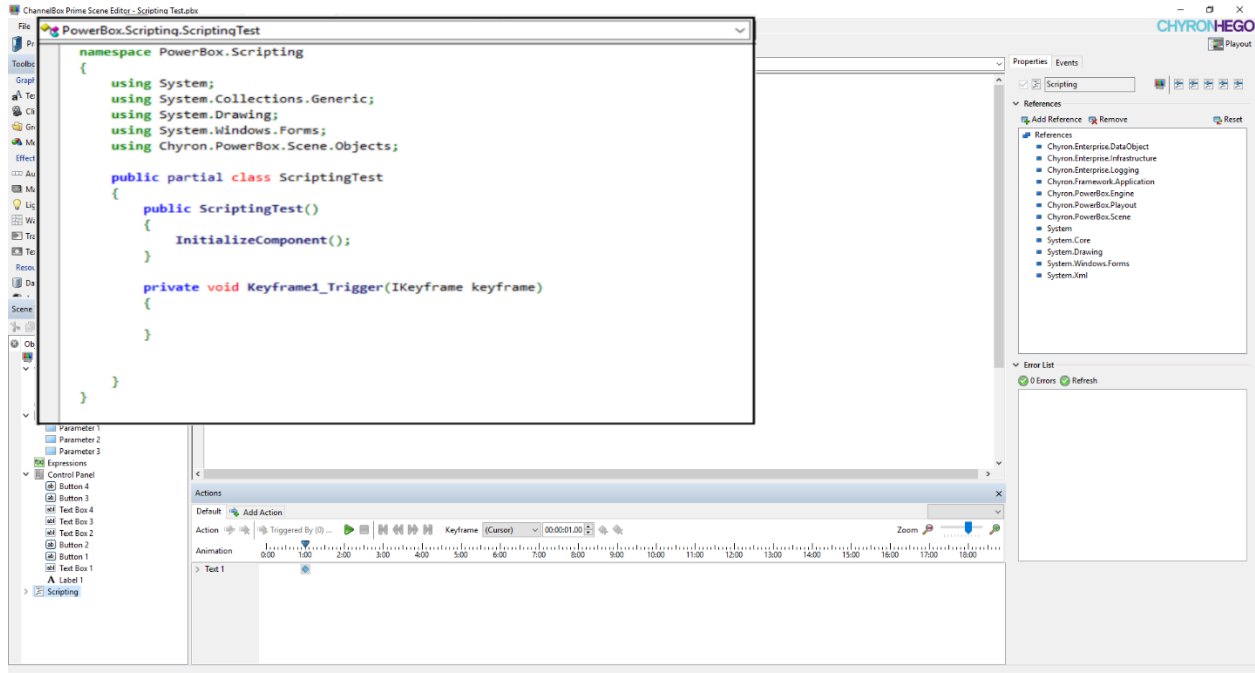 ChannelBox Prime Scene Editor - Scripting Test.pbx
CHYRONHEGO
File
Playout
PowerBox.Scripting.ScriptingTest
namespace PowerBox.Scripting
{
using System;
using System.Collections.Generic;
using System.Drawing;
using System.Windows.Forms;
using Chyron.PowerBox.Scene.Objects;
public partial class ScriptingTest
{
public ScriptingTest()
{
InitializeComponent();
}
private void Keyframe1_Trigger(IKeyframe keyframe)
{
}
}
}
Scene
Parameter 1
Parameter 2
Parameter 3
Expressions
Control Panel
Button 4
Button 3
Text Box 4
Text Box 3
Text Box 2
Button 2
Button 1
Text Box 1
Label 1
Scripting
Actions
Default Add Action
Action Triggered By (0) ... Keyframe (Cursor) 00:00:01.00 Zoom
Animation 0:00 1:00 2:00 3:00 4:00 5:00 6:00 7:00 8:00 9:00 10:00 11:00 12:00 13:00 14:00 15:00 16:00 17:00 18:00
Text 1
Properties Events
Scripting
References
Add Reference Remove Reset
References
Chyron.Enterprise.DataObject
Chyron.Enterprise.Infrastructure
Chyron.Enterprise.Logging
Chyron.Framework.Application
Chyron.PowerBox.Engine
Chyron.PowerBox.Playout
Chyron.PowerBox.Scene
System
System.Core
System.Drawing
System.Windows.Forms
System.Xml
Error List
0 Errors Refresh